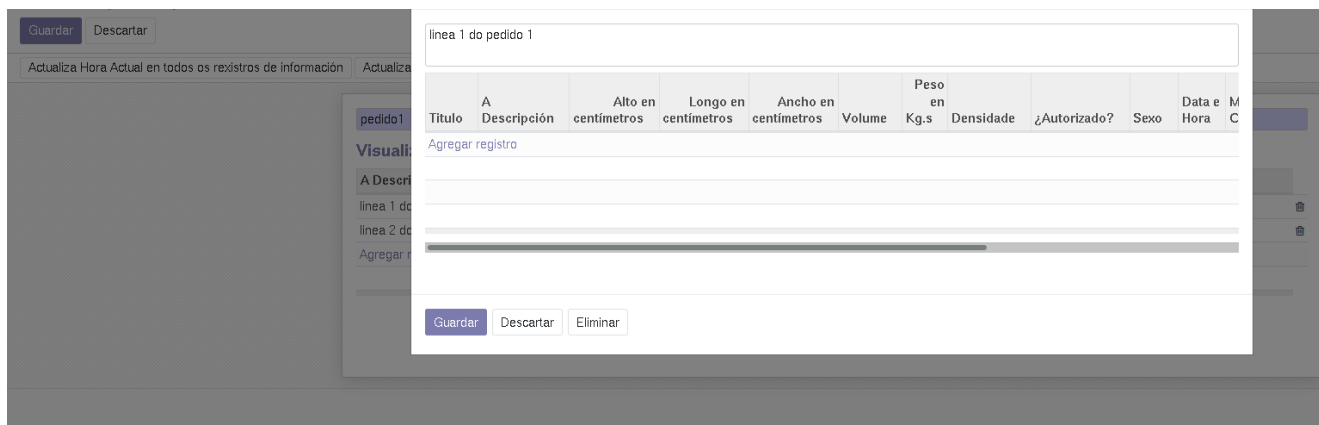 Guardar Descartar
Actualiza Hora Actual en todos os rexistros de información Actualiza
pedido1
Visuali
A Descri
linea 1 do
linea 2 do
Agregar r
linea 1 do pedido 1
Titulo A Descripción Alto en centímetros Longo en centímetros Ancho en centímetros Volume Peso en Kg.s Densidade ¿Autorizado? Sexo Data e Hora
Agregar registro
Guardar Descartar Eliminar